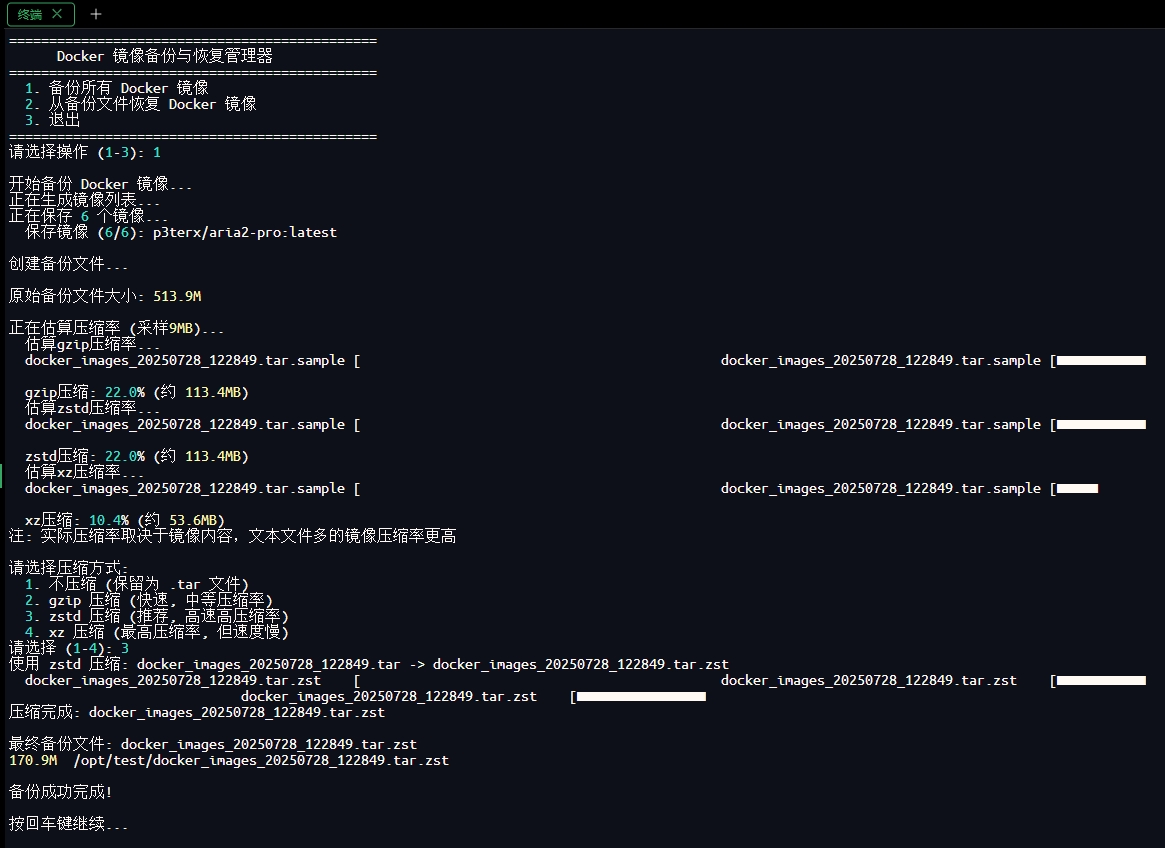 终端 × +
==============================================
Docker 镜像备份与恢复管理器
==============================================
1. 备份所有 Docker 镜像
2. 从备份文件恢复 Docker 镜像
3. 退出
==============================================
请选择操作 (1-3): 1
开始备份 Docker 镜像...
正在生成镜像列表...
正在保存 6 个镜像...
保存镜像 (6/6): p3terx/aria2-pro:latest
创建备份文件...
原始备份文件大小: 513.9M
正在估算压缩率 (采样9MB)...
估算gzip压缩率...
docker_images_20250728_122849.tar.sample [ docker_images_20250728_122849.tar.sample [
gzip压缩: 22.0% (约 113.4MB)
估算zstd压缩率...
docker_images_20250728_122849.tar.sample [ docker_images_20250728_122849.tar.sample [
zstd压缩: 22.0% (约 113.4MB)
估算xz压缩率...
docker_images_20250728_122849.tar.sample [ docker_images_20250728_122849.tar.sample [
xz压缩: 10.4% (约 53.6MB)
注: 实际压缩率取决于镜像内容，文本文件多的镜像压缩率更高
请选择压缩方式:
1. 不压缩 (保留为 .tar 文件)
2. gzip 压缩 (快速, 中等压缩率)
3. zstd 压缩 (推荐, 高速高压缩率)
4. xz 压缩 (最高压缩率, 但速度慢)
请选择 (1-4): 3
使用 zstd 压缩: docker_images_20250728_122849.tar -> docker_images_20250728_122849.tar.zst
docker_images_20250728_122849.tar.zst [ docker_images_20250728_122849.tar.zst [
docker_images_20250728_122849.tar.zst [
压缩完成: docker_images_20250728_122849.tar.zst
最终备份文件: docker_images_20250728_122849.tar.zst
170.9M /opt/test/docker_images_20250728_122849.tar.zst
备份成功完成!
按回车键继续...